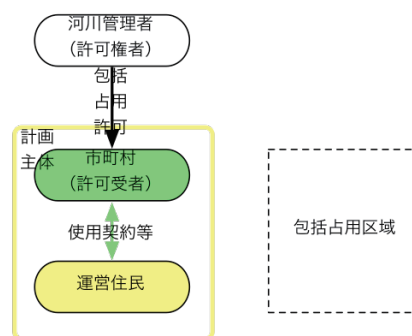 河川管理者
（許可権者）
包括
占用
許可
計画
主体
市町村
（許可受者）
使用契約等
運営住民
包括占用区域